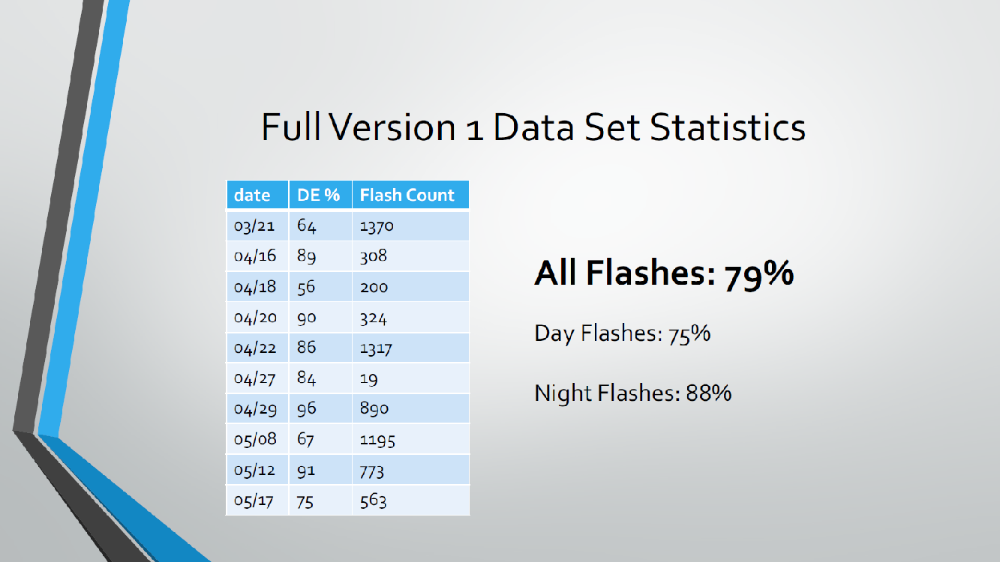 Full Version 1 Data Set Statistics
date DE % Flash Count
03/21 64 1370
04/16 89 308
04/18 56 200
04/20 90 324
04/22 86 1317
04/27 84 19
04/29 96 890
05/08 67 1195
05/12 91 773
05/17 75 563
All Flashes: 79%
Day Flashes: 75%
Night Flashes: 88%